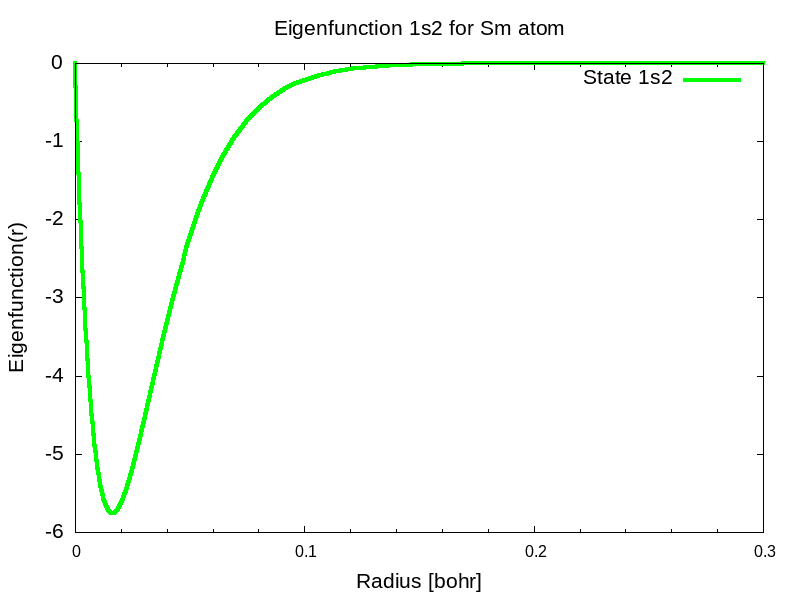 Eigenfunction 1s2 for Sm atom
State 1s2
0
-1
-2
-3
-4
-5
-6
Eigenfunction(r)
0 0.1 0.2 0.3
Radius [bohr]